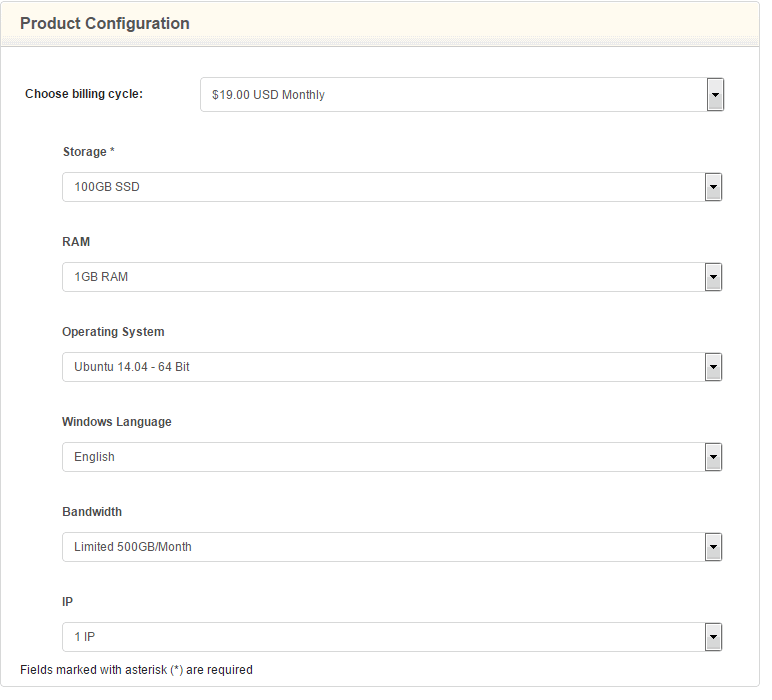 Product Configuration
Choose billing cycle:
$19.00 USD Monthly
Storage *
100GB SSD
RAM
1GB RAM
Operating System
Ubuntu 14.04 - 64 Bit
Windows Language
English
Bandwidth
Limited 500GB/Month
IP
1 IP
Fields marked with asterisk (*) are required